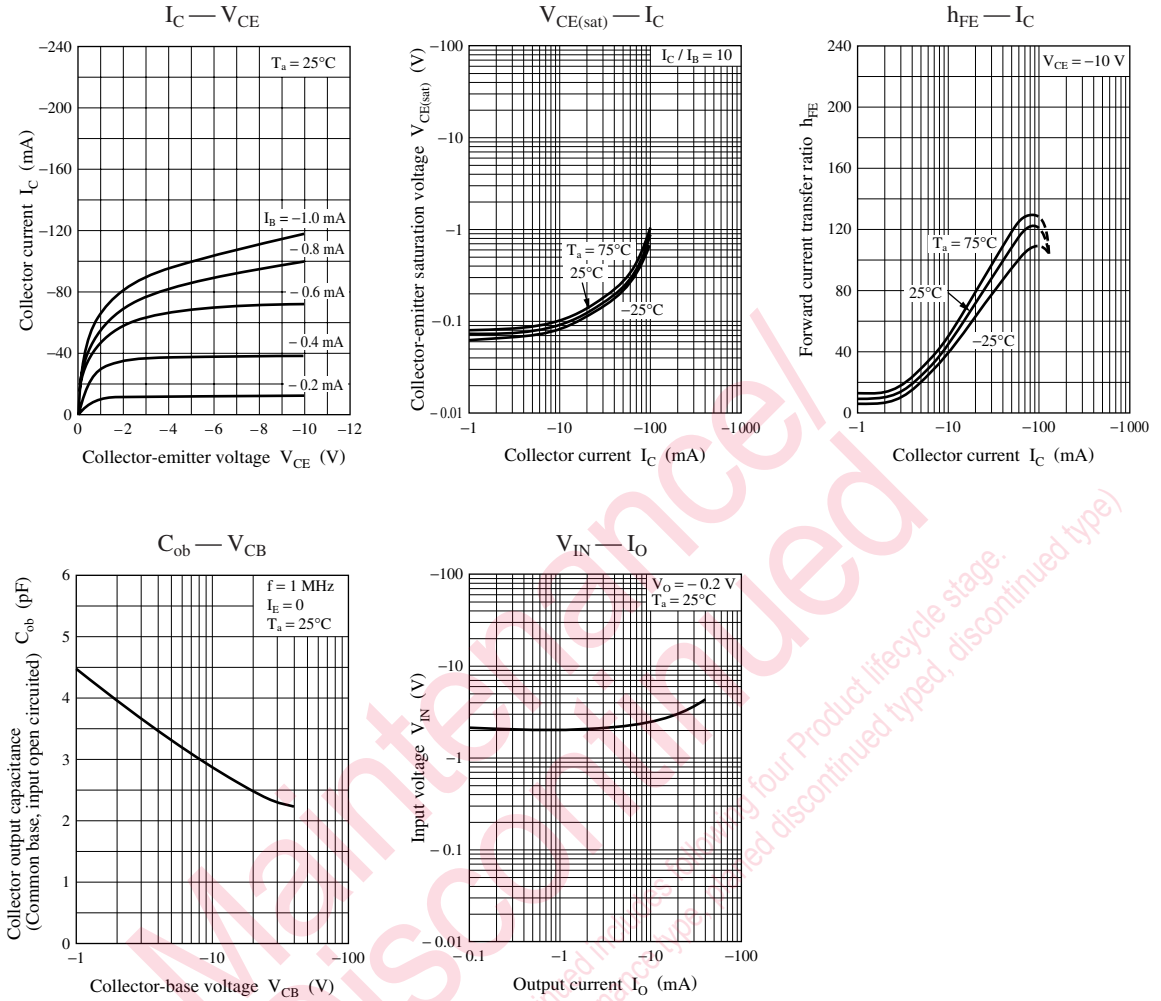 I_C — V_CE
−240
−200
−160
−120
−80
−40
0
0
−2
−4
−6
−8
−10
−12
T_a = 25°C
I_B = −1.0 mA
− 0.8 mA
− 0.6 mA
− 0.4 mA
− 0.2 mA
Collector current I_C (mA)
Collector-emitter voltage V_CE (V)
V_CE(sat) — I_C
−100
−10
−1
− 0.1
− 0.01
−1
−10
−100
−1 000
I_C / I_B = 10
T_a = 75°C
25°C
−25°C
Collector-emitter saturation voltage V_CE(sat) (V)
Collector current I_C (mA)
h_FE — I_C
240
200
160
120
80
40
0
−1
−10
−100
−1 000
V_CE = −10 V
T_a = 75°C
25°C
−25°C
Forward current transfer ratio h_FE
Collector current I_C (mA)
C_ob — V_CB
6
5
4
3
2
1
0
−1
−10
−100
f = 1 MHz
I_E = 0
T_a = 25°C
Collector output capacitance C_ob (pF)
(Common base, input open circuited)
Collector-base voltage V_CB (V)
V_IN — I_O
−100
−10
−1
− 0.1
− 0.01
− 0.1
−1
−10
−100
V_O = − 0.2 V
T_a = 25°C
Input voltage V_IN (V)
Output current I_O (mA)
Maintenance/
Discontinued
includes following four Product lifecycle stage.
type, discontinued typed, discontinued type)